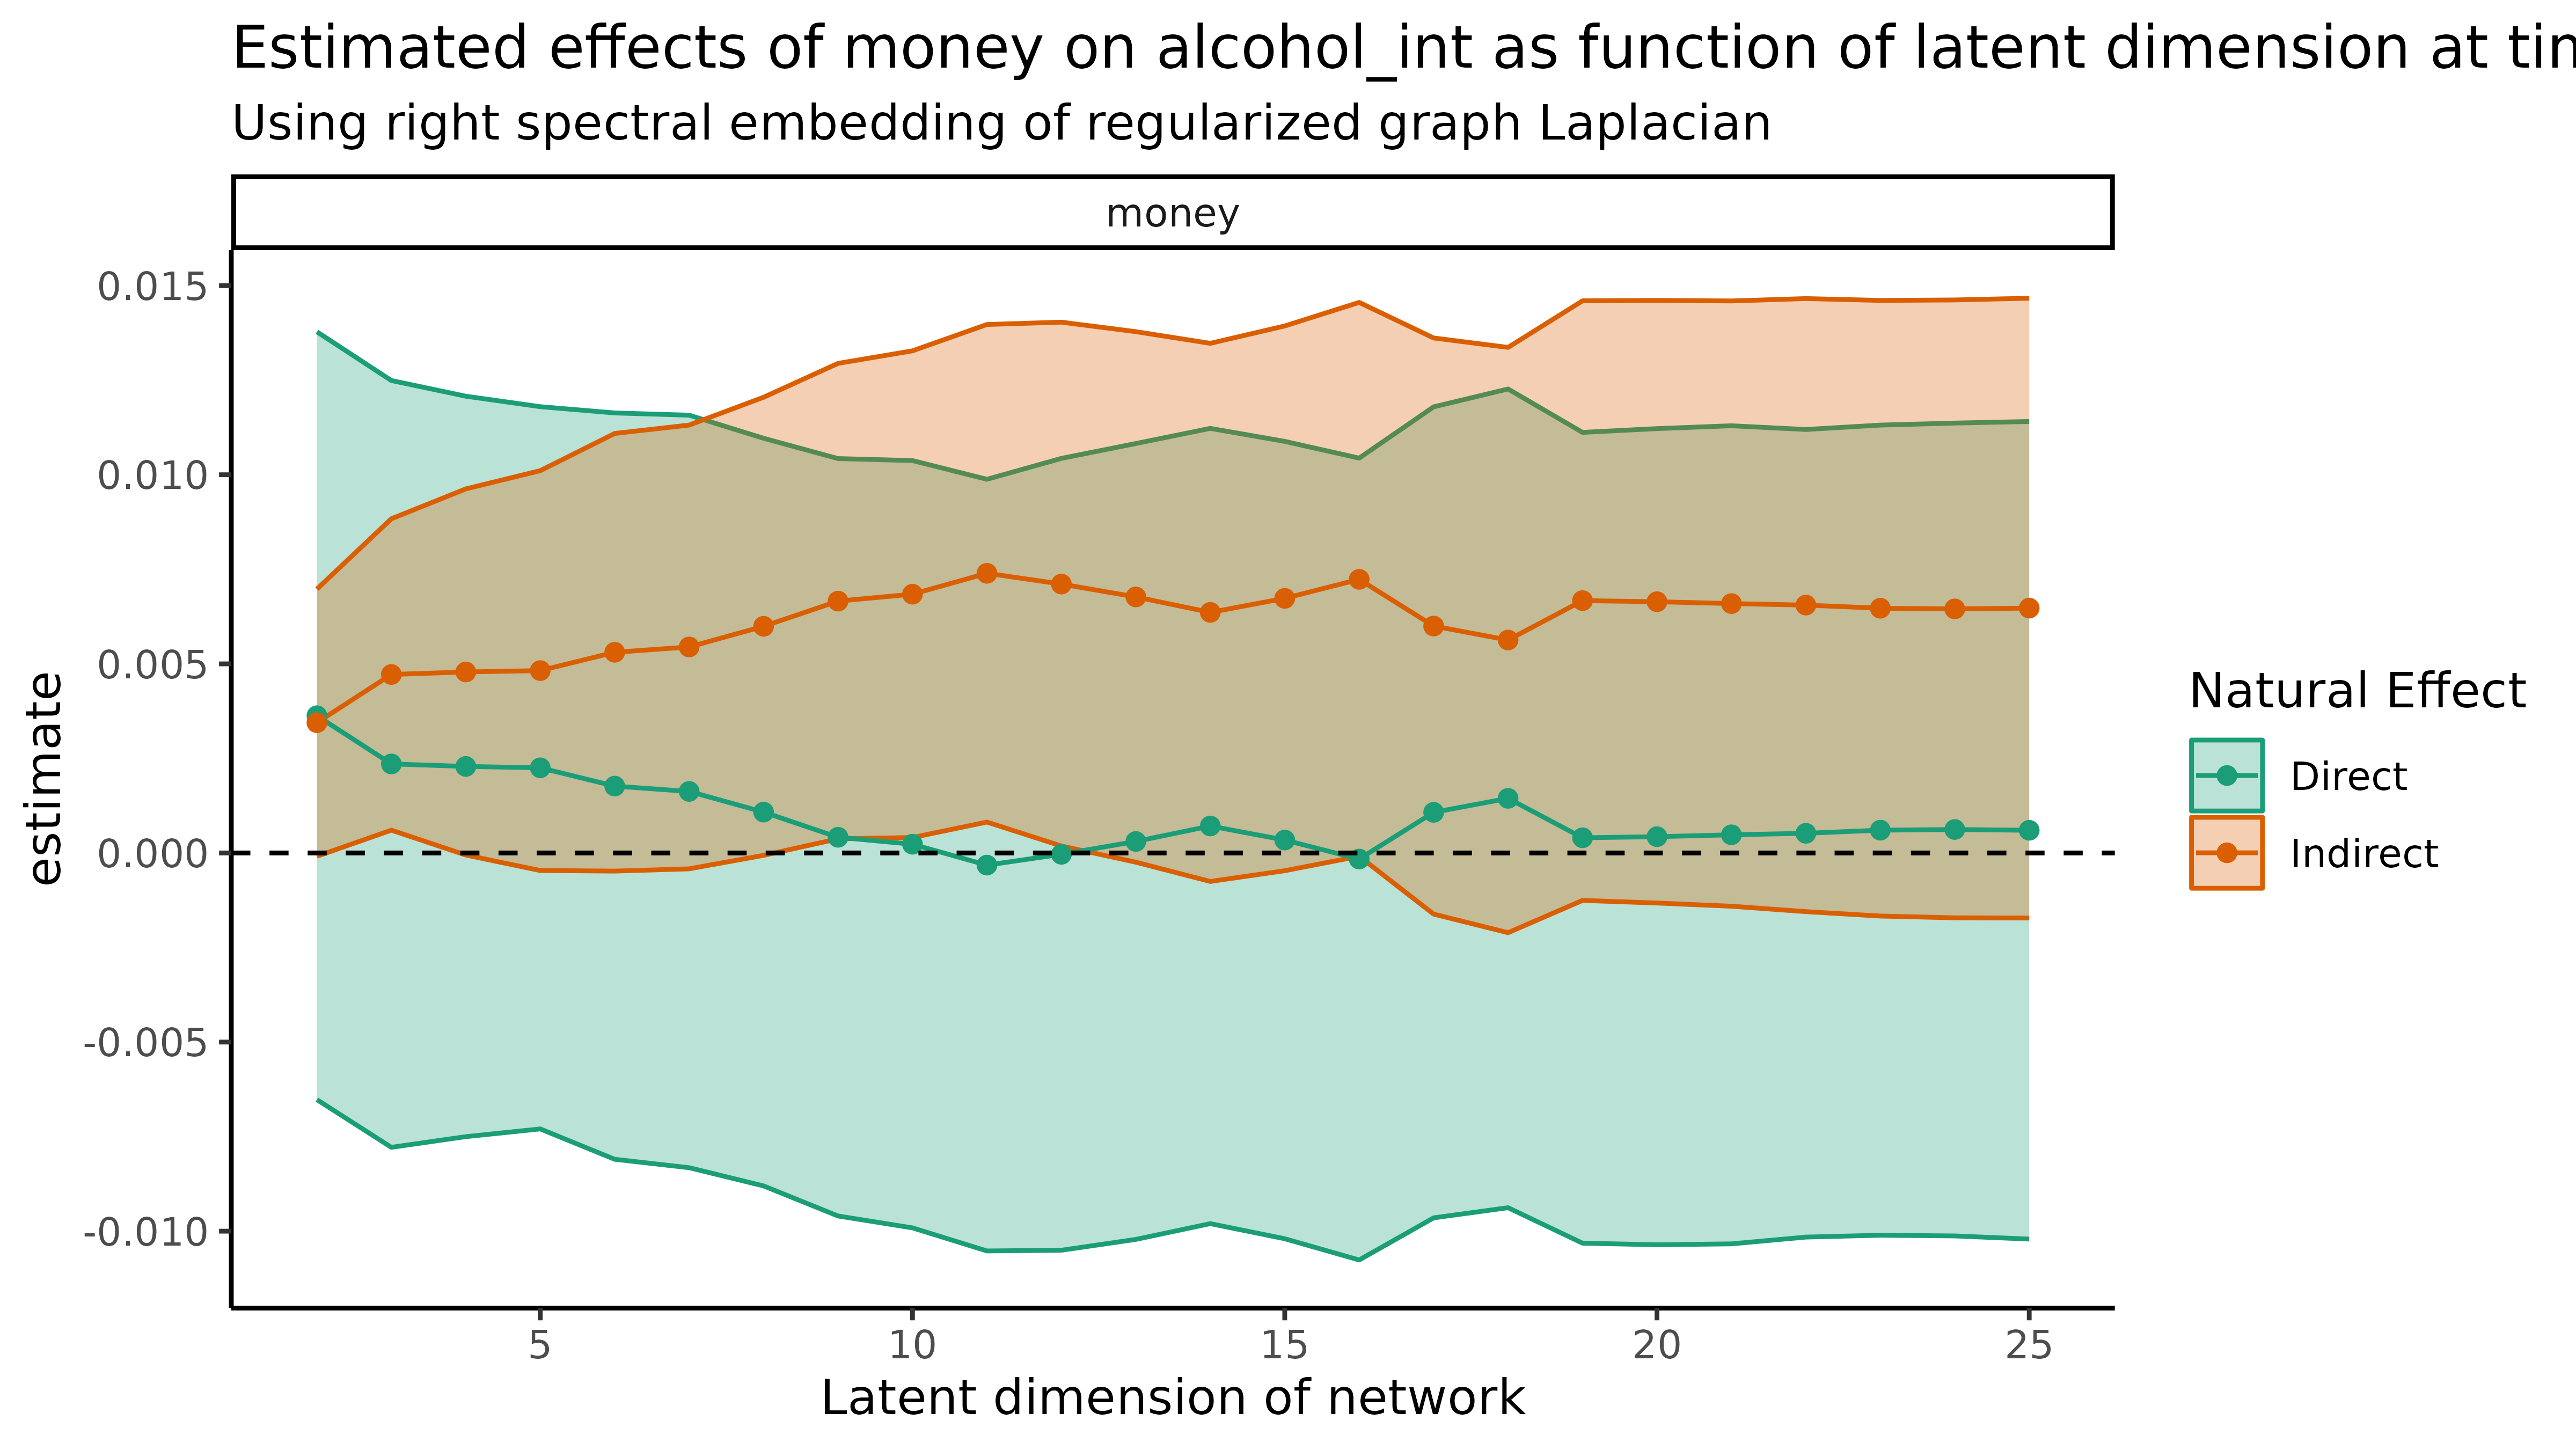 Estimated effects of money on alcohol_int as function of latent dimension at
Using right spectral embedding of regularized graph Laplacian
money
0.015
0.010
0.005
0.000
-0.005
-0.010
estimate
5 10 15 20 25
Latent dimension of network
Natural Effect
Direct
Indirect